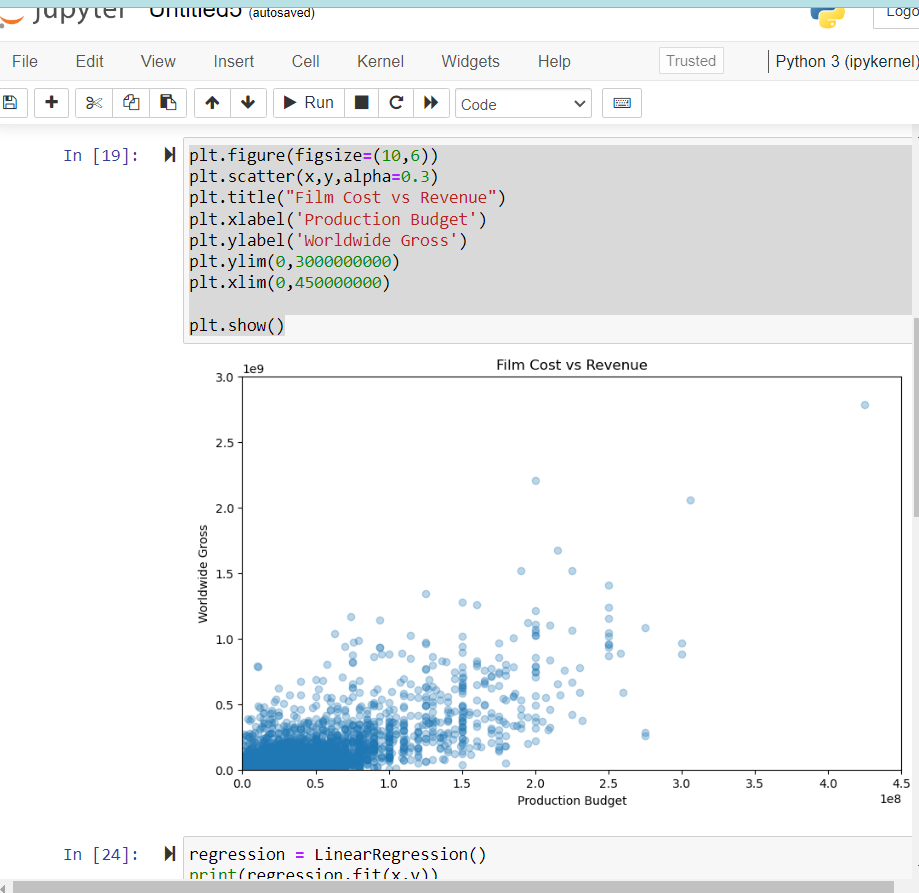 jupyter Untitled5 (autosaved)
Logo
File Edit View Insert Cell Kernel Widgets Help Trusted Python 3 (ipykernel)
Run Code
In [19]:
plt.figure(figsize=(10,6))
plt.scatter(x,y,alpha=0.3)
plt.title("Film Cost vs Revenue")
plt.xlabel('Production Budget')
plt.ylabel('Worldwide Gross')
plt.ylim(0,3000000000)
plt.xlim(0,450000000)
plt.show()
Film Cost vs Revenue
1e9
3.0
2.5
2.0
1.5
1.0
0.5
0.0
Worldwide Gross
0.0 0.5 1.0 1.5 2.0 2.5 3.0 3.5 4.0 4.5
1e8
Production Budget
In [24]:
regression = LinearRegression()
print(regression.fit(x,y))